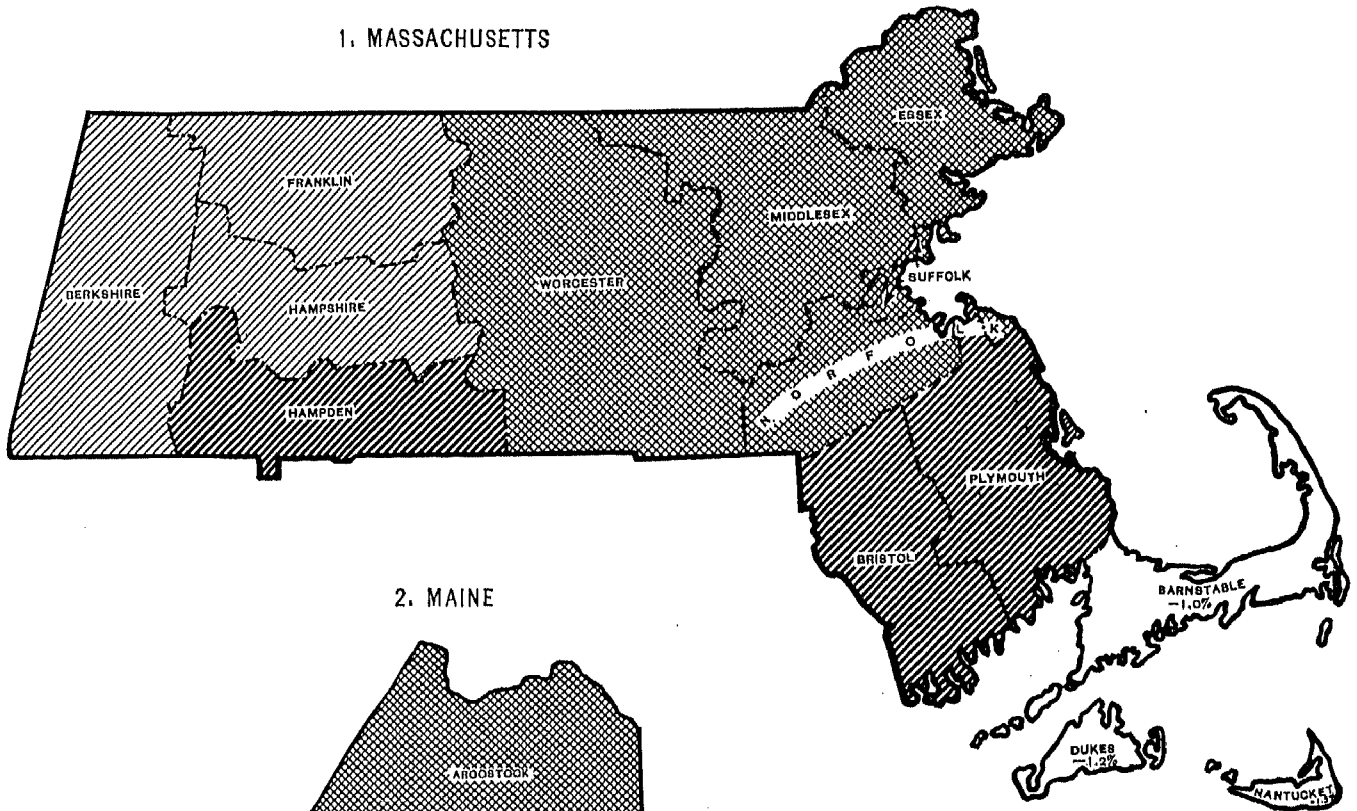 1. MASSACHUSETTS
ESSEX
FRANKLIN
MIDDLESEX
SUFFOLK
BERKSHIRE
WORCESTER
HAMPSHIRE
NORFOLK
HAMPDEN
PLYMOUTH
BRISTOL
BARNSTABLE
-1.0%
2. MAINE
DUKES
-1.2%
AROOSTOOK
NANTUCKET